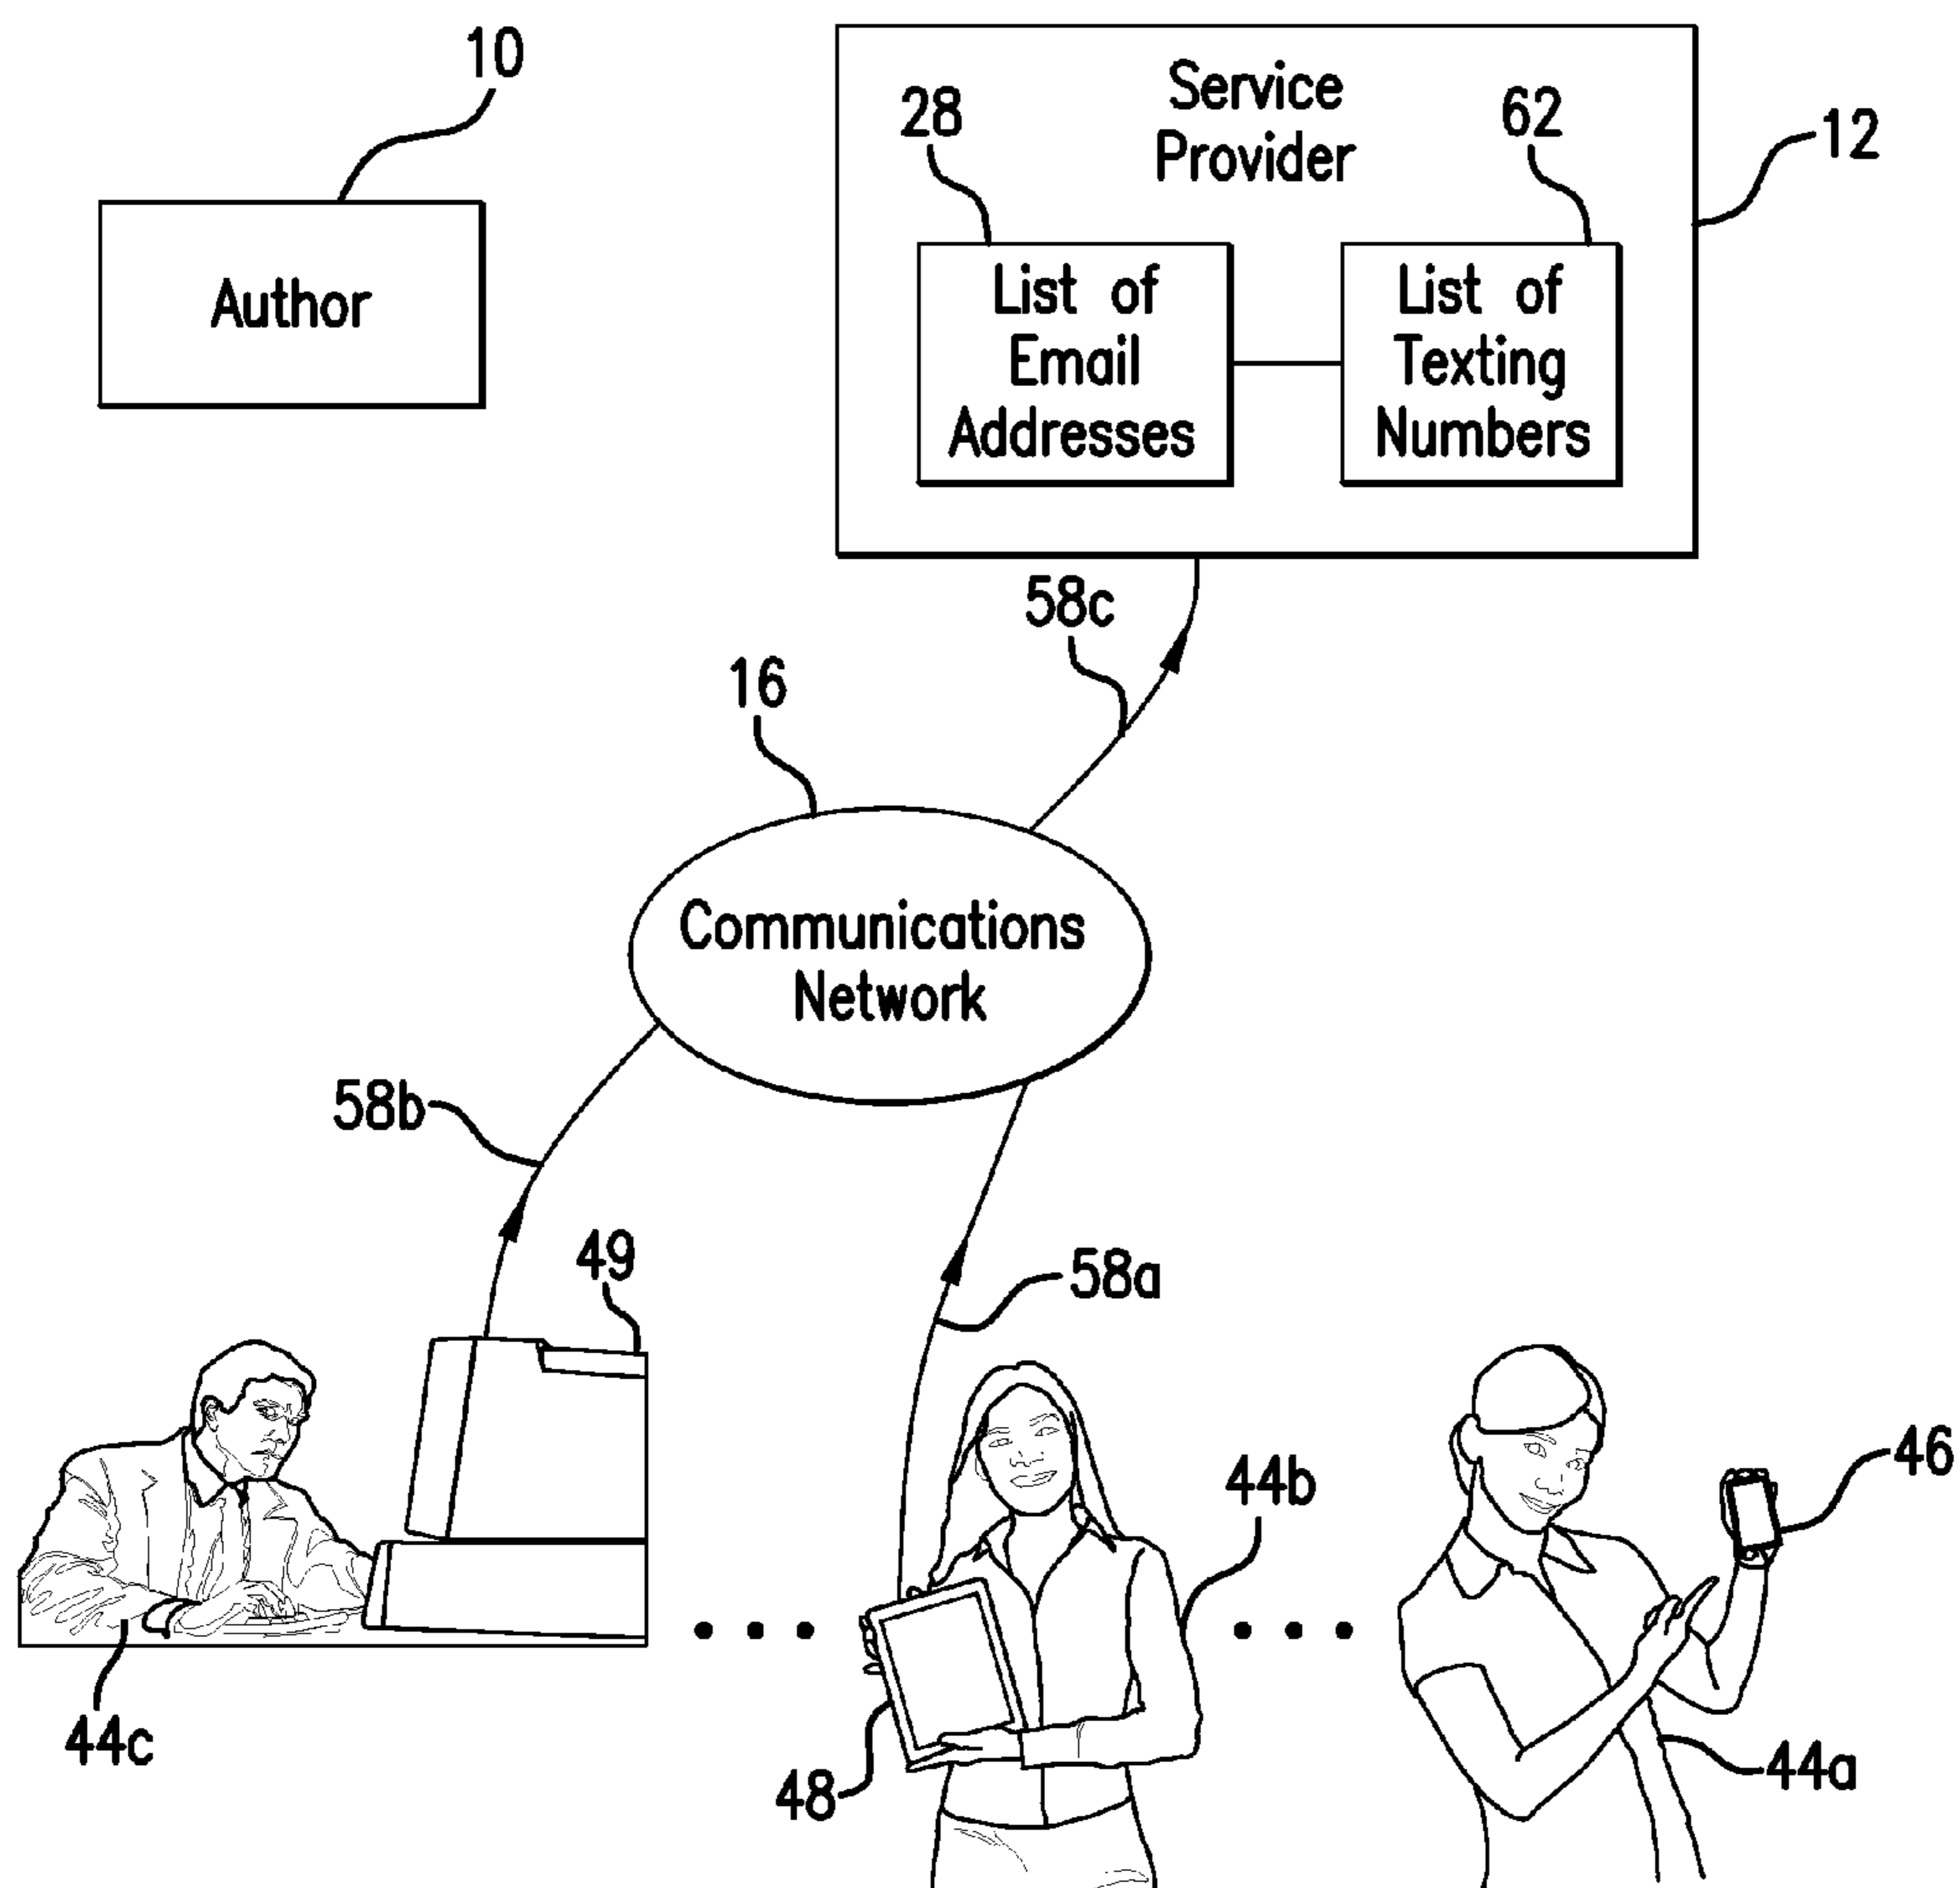 10
Author
Service
Provider
28
62
12
List of
Email
Addresses
List of
Texting
Numbers
58c
16
Communications
Network
58b
49
58a
44b
46
44c
48
44a